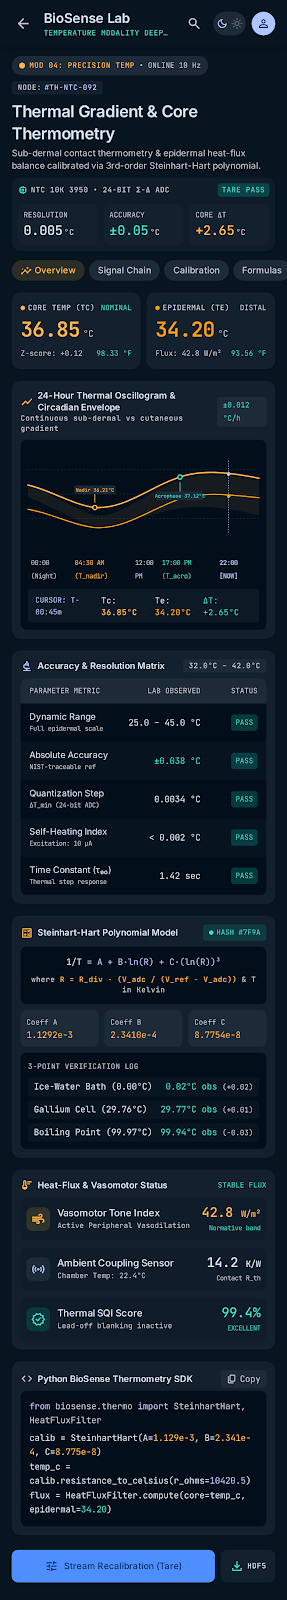 BioSense Lab
TEMPERATURE MODALITY DEEP…
MOD 04: PRECISION TEMP • ONLINE 10 Hz
NODE: #TH-NTC-092
Thermal Gradient & Core
Thermometry
Sub-dermal contact thermometry & epidermal heat-flux
balance calibrated via 3rd-order Steinhart-Hart polynomial.
NTC 10K 3950 • 24-BIT Σ-Δ ADC
TARE PASS
RESOLUTION
0.005 °C
ACCURACY
±0.05 °C
CORE ΔT
+2.65 °C
Overview
Signal Chain
Calibration
Formulas
CORE TEMP (TC) NOMINAL
36.85 °C
Z-score: +0.12 98.33 °F
EPIDERMAL (TE) DISTAL
34.20 °C
Flux: 42.8 W/m² 93.56 °F
24-Hour Thermal Oscillogram &
Circadian Envelope
Continuous sub-dermal vs cutaneous
gradient
±0.012
°C/h
Nadir 36.21°C
Acrophase 37.12°C
00:00 04:30 AM 12:00 17:00 PM 22:00
(Night) (T_nadir) PM (T_acro) [NOW]
CURSOR: T-
00:45m
Tc:
36.85°C
Te:
34.20°C
ΔT:
+2.65°C
Accuracy & Resolution Matrix
32.0°C – 42.0°C
PARAMETER METRIC LAB OBSERVED STATUS
Dynamic Range
Full epidermal scale
25.0 – 45.0 °C PASS
Absolute Accuracy
NIST-traceable ref
±0.038 °C PASS
Quantization Step
ΔT_min (24-bit ADC)
0.0034 °C PASS
Self-Heating Index
Excitation: 10 µA
< 0.002 °C PASS
Time Constant (τ₆₀)
Thermal step response
1.42 sec PASS
Steinhart-Hart Polynomial Model
HASH #7F9A
1/T = A + B·ln(R) + C·(ln(R))³
where R = R_div · (V_adc / (V_ref - V_adc)) & T
in Kelvin
Coeff A
1.1292e-3
Coeff B
2.3410e-4
Coeff C
8.7754e-8
3-POINT VERIFICATION LOG
Ice-Water Bath (0.00°C) 0.02°C obs (+0.02)
Gallium Cell (29.76°C) 29.77°C obs (+0.01)
Boiling Point (99.97°C) 99.94°C obs (-0.03)
Heat-Flux & Vasomotor Status
STABLE FLUX
Vasomotor Tone Index
Active Peripheral Vasodilation
42.8 W/m²
Normative band
Ambient Coupling Sensor
Chamber Temp: 22.4°C
14.2 K/W
Contact R_th
Thermal SQI Score
Lead-off blanking inactive
99.4%
EXCELLENT
Python BioSense Thermometry SDK
Copy
from biosense.thermo import SteinhartHart,
HeatFluxFilter
calib = SteinhartHart(A=1.129e-3, B=2.341e-
4, C=8.775e-8)
temp_c =
calib.resistance_to_celsius(r_ohms=10420.5)
flux = HeatFluxFilter.compute(core=temp_c,
epidermal=34.20)
Stream Recalibration (Tare)
HDF5